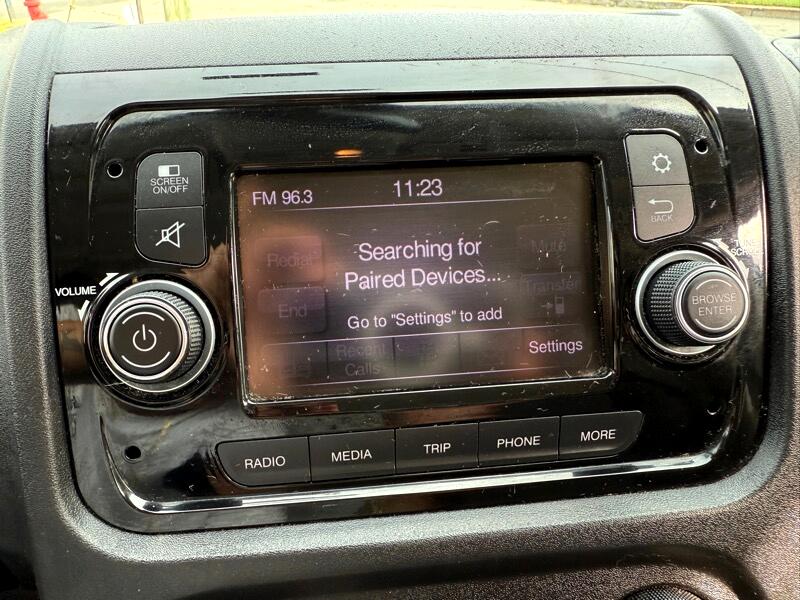 SCREEN
ON/OFF
FM 96.3
11:23
BACK
Searching for
Paired Devices...
Redial
Mute
VOLUME
TUNE
BROWSE
ENTER
End
Go to "Settings" to add
Recent
Calls
Settings
RADIO
MEDIA
TRIP
PHONE
MORE